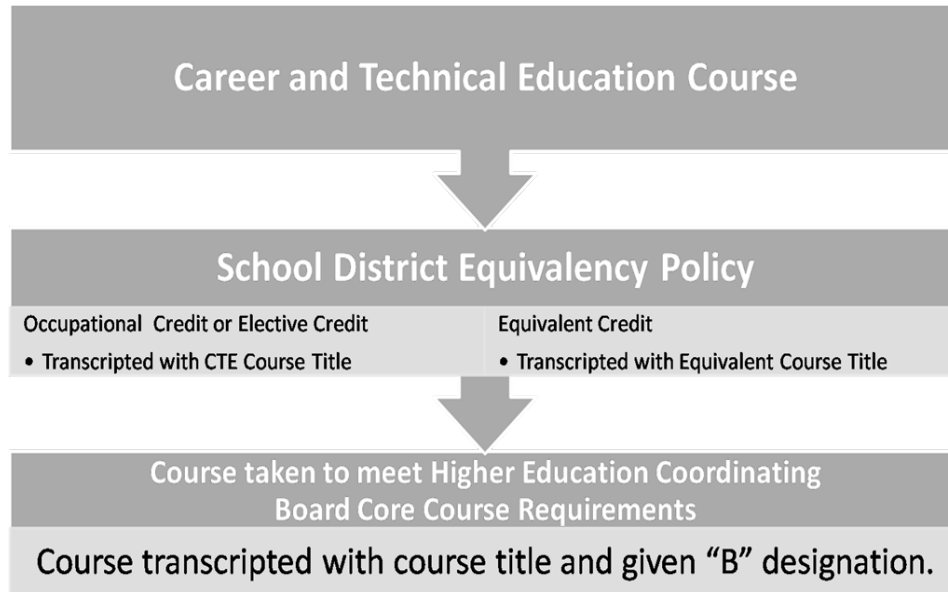 Career and Technical Education Course
School District Equivalency Policy
Occupational Credit or Elective Credit
• Transcripted with CTE Course Title
Equivalent Credit
• Transcripted with Equivalent Course Title
Course taken to meet Higher Education Coordinating
Board Core Course Requirements
Course transcripted with course title and given “B” designation.